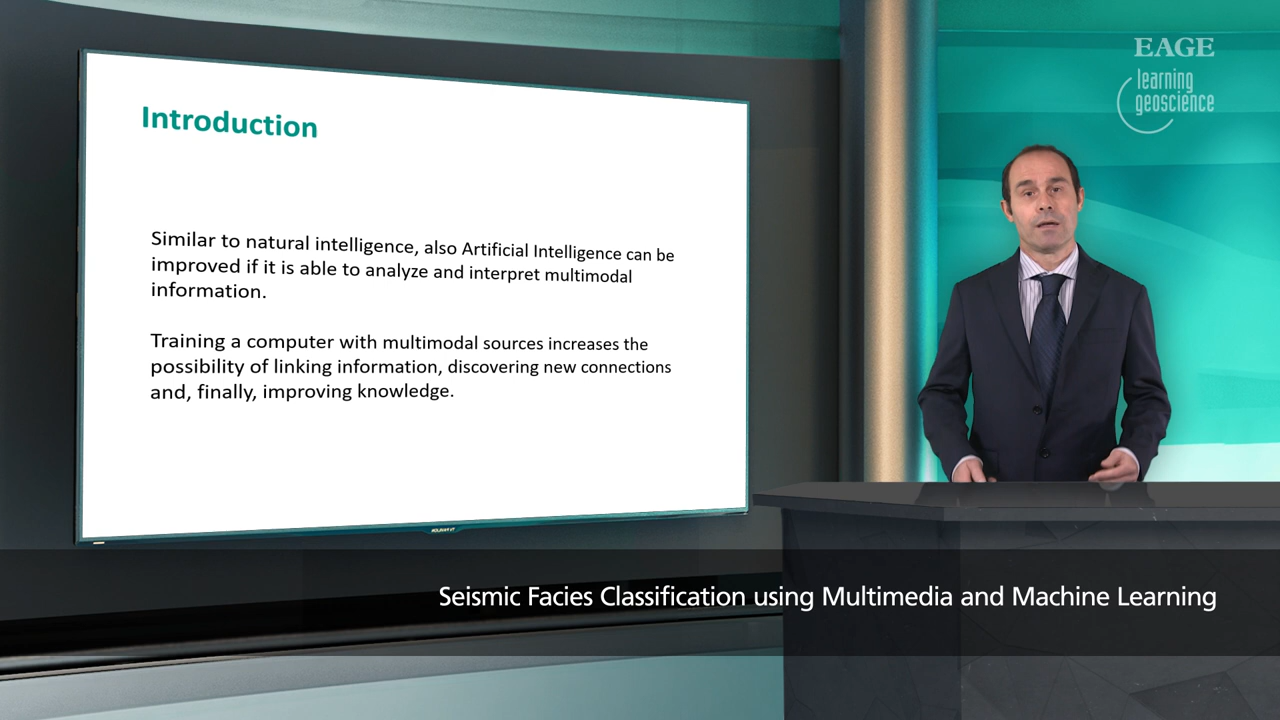 EAGE
learning
geoscience
Introduction
Similar to natural intelligence, also Artificial Intelligence can be
improved if it is able to analyze and interpret multimodal
information.
Training a computer with multimodal sources increases the
possibility of linking information, discovering new connections
and, finally, improving knowledge.
Seismic Facies Classification using Multimedia and Machine Learning